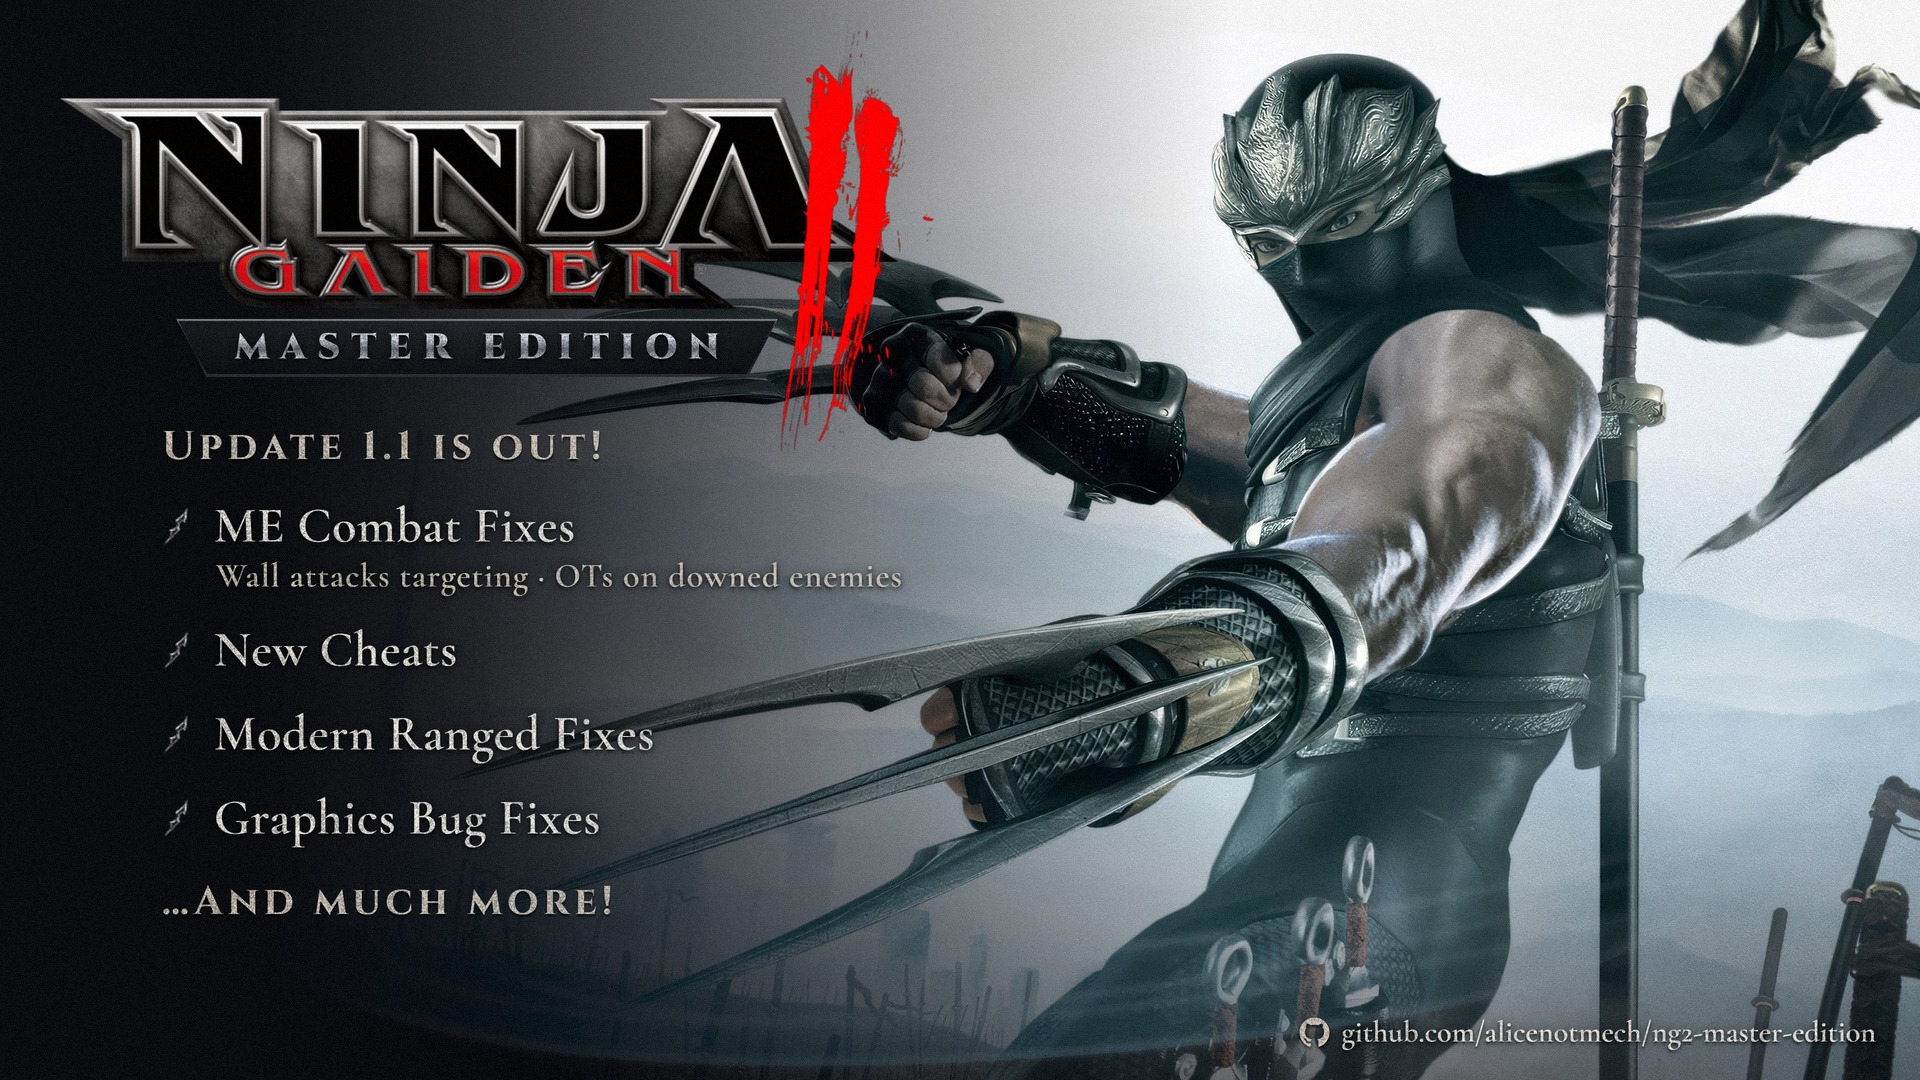 NINJA II
GAIDEN
MASTER EDITION
UPDATE 1.1 IS OUT!
ME Combat Fixes
Wall attacks targeting · OTs on downed enemies
New Cheats
Modern Ranged Fixes
Graphics Bug Fixes
...AND MUCH MORE!
github.com/alicenotmech/ng2-master-edition